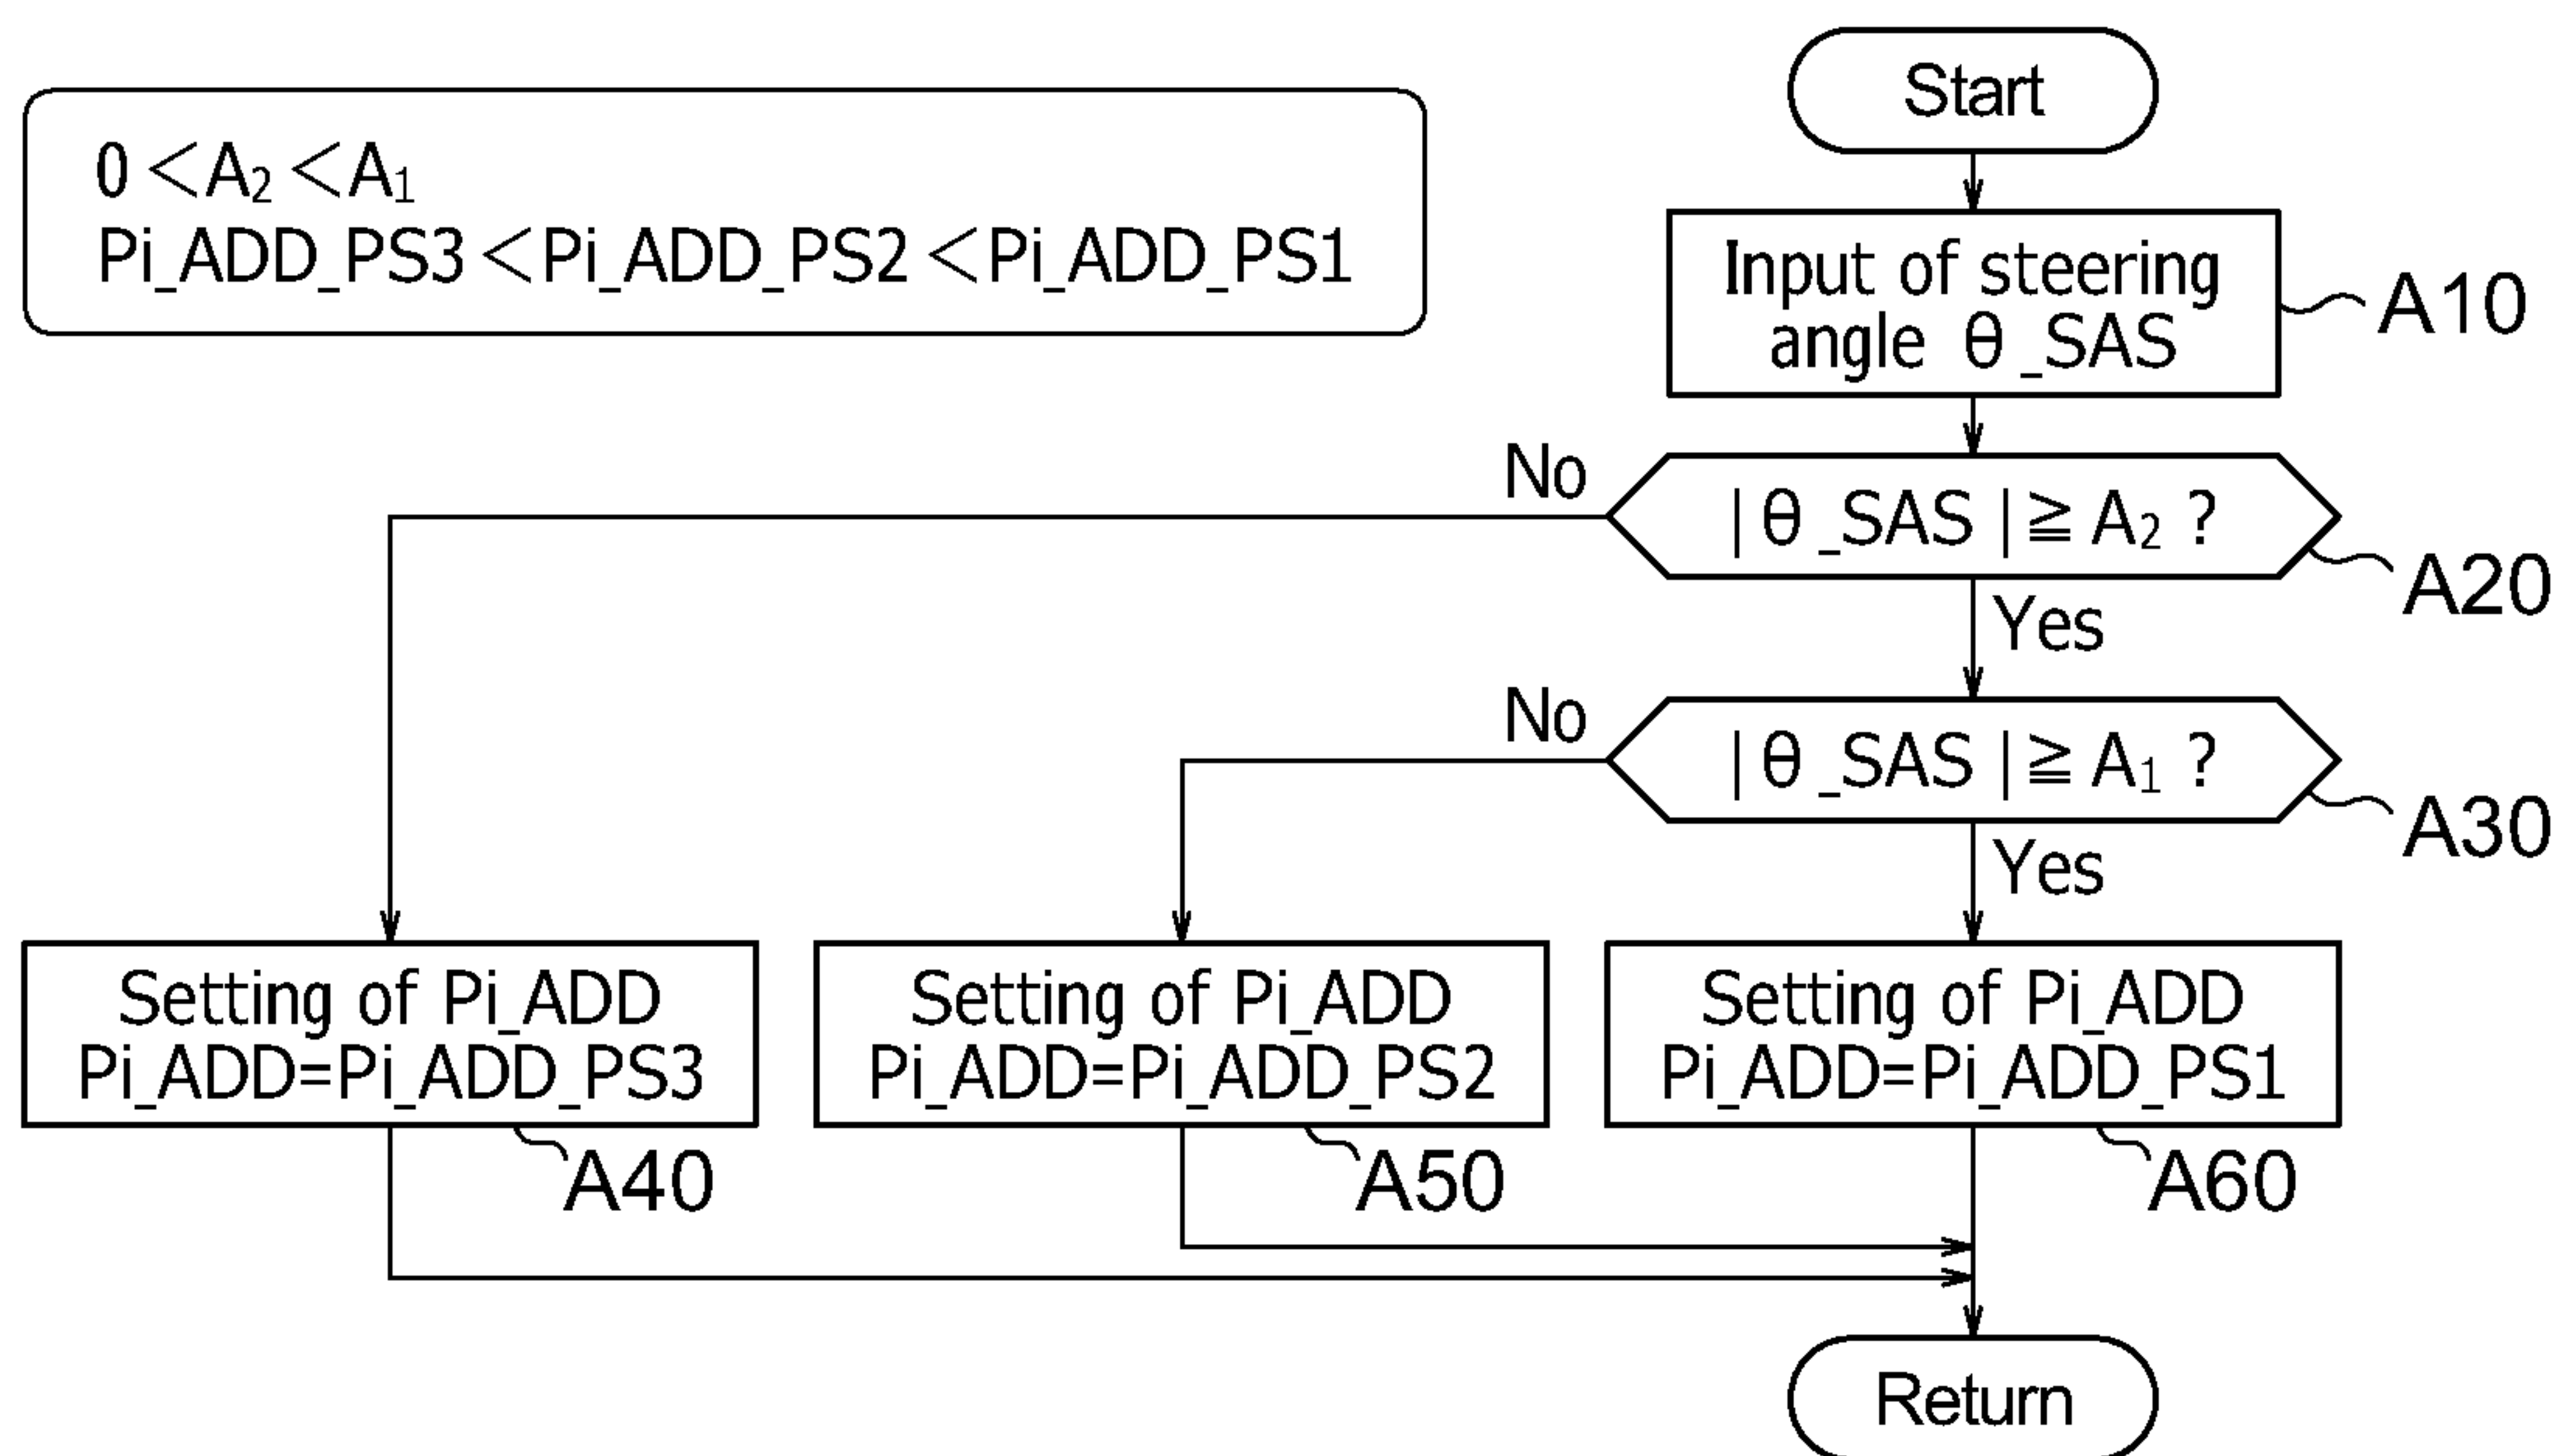 0<A₂<A₁
Pi_ADD_PS3<Pi_ADD_PS2<Pi_ADD_PS1
Start
Input of steering
angle θ_SAS
A10
|θ_SAS|≧A₂ ?
A20
No
Yes
|θ_SAS|≧A₁ ?
A30
No
Yes
Setting of Pi_ADD
Pi_ADD=Pi_ADD_PS3
A40
Setting of Pi_ADD
Pi_ADD=Pi_ADD_PS2
A50
Setting of Pi_ADD
Pi_ADD=Pi_ADD_PS1
A60
Return